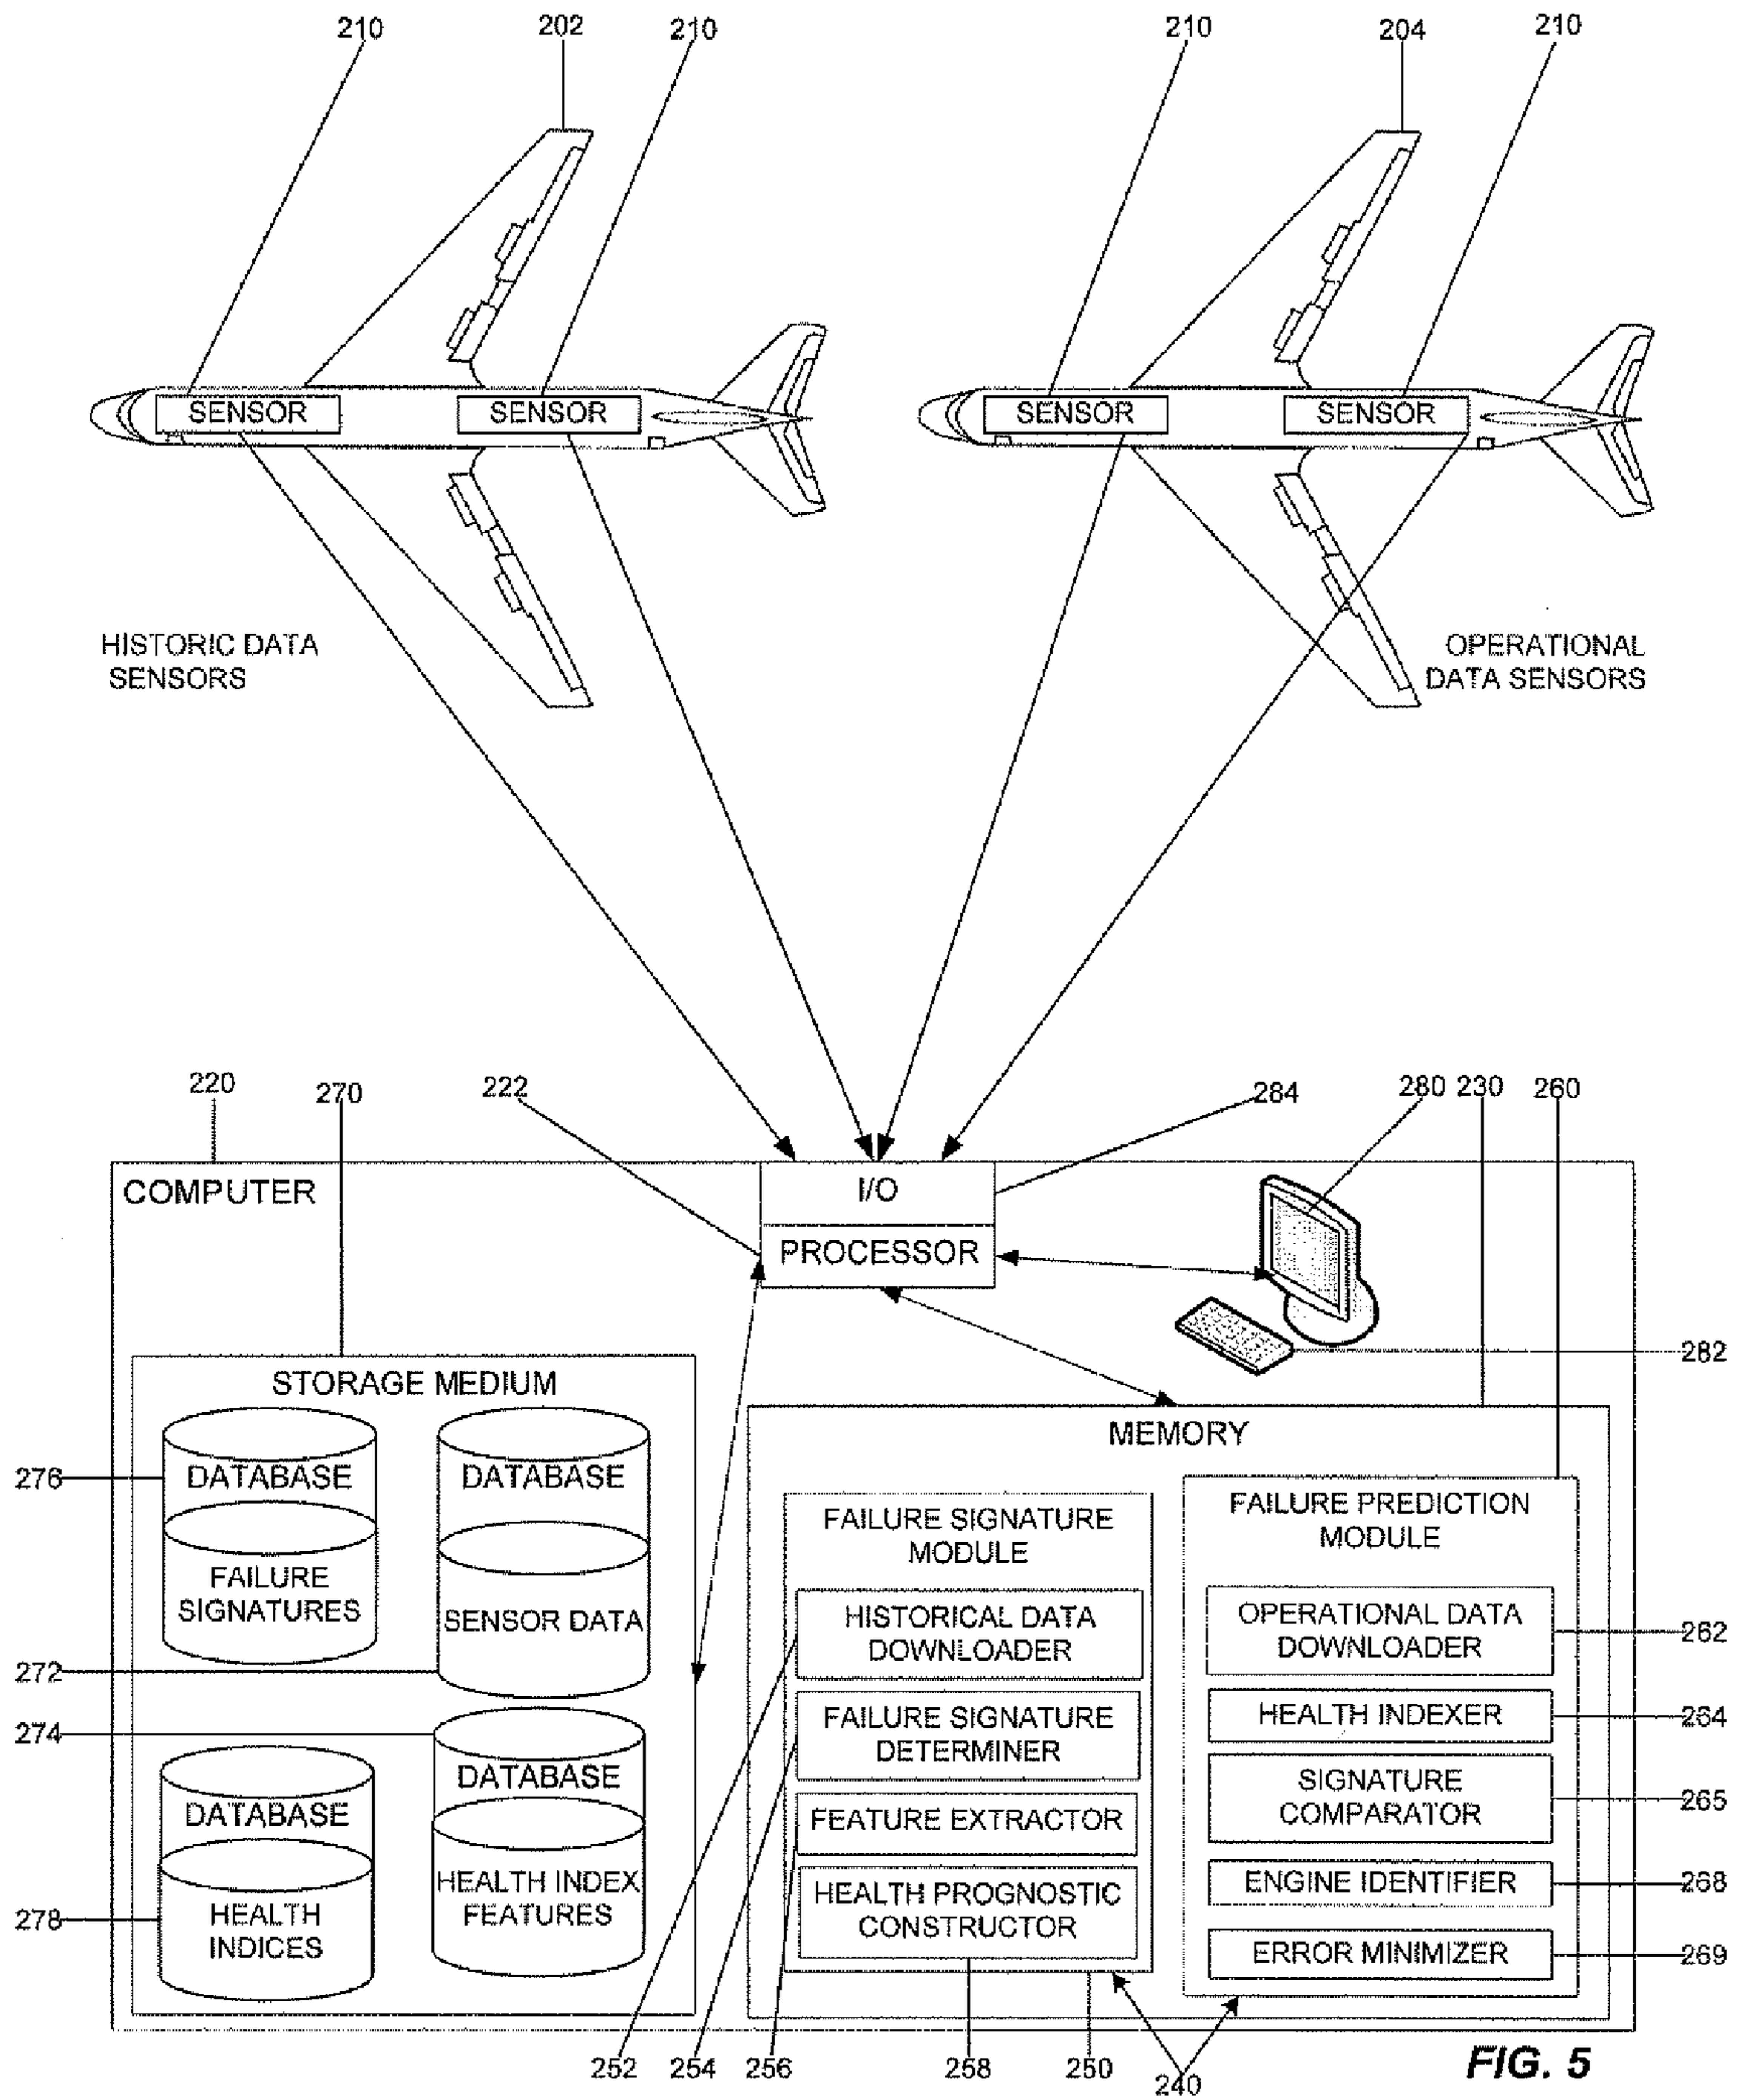 210
202
210
210
204
210
SENSOR
SENSOR
SENSOR
SENSOR
HISTORIC DATA
SENSORS
OPERATIONAL
DATA SENSORS
220
270
222
284
280
230
260
COMPUTER
I/O
PROCESSOR
282
STORAGE MEDIUM
MEMORY
276
DATABASE
FAILURE
SIGNATURES
DATABASE
SENSOR DATA
272
274
DATABASE
HEALTH INDEX
FEATURES
278
DATABASE
HEALTH
INDICES
FAILURE SIGNATURE
MODULE
HISTORICAL DATA
DOWNLOADER
FAILURE SIGNATURE
DETERMINER
FEATURE EXTRACTOR
HEALTH PROGNOSTIC
CONSTRUCTOR
FAILURE PREDICTION
MODULE
OPERATIONAL DATA
DOWNLOADER
262
HEALTH INDEXER
264
SIGNATURE
COMPARATOR
265
ENGINE IDENTIFIER
268
ERROR MINIMIZER
269
252
254
256
258
250
240
FIG. 5